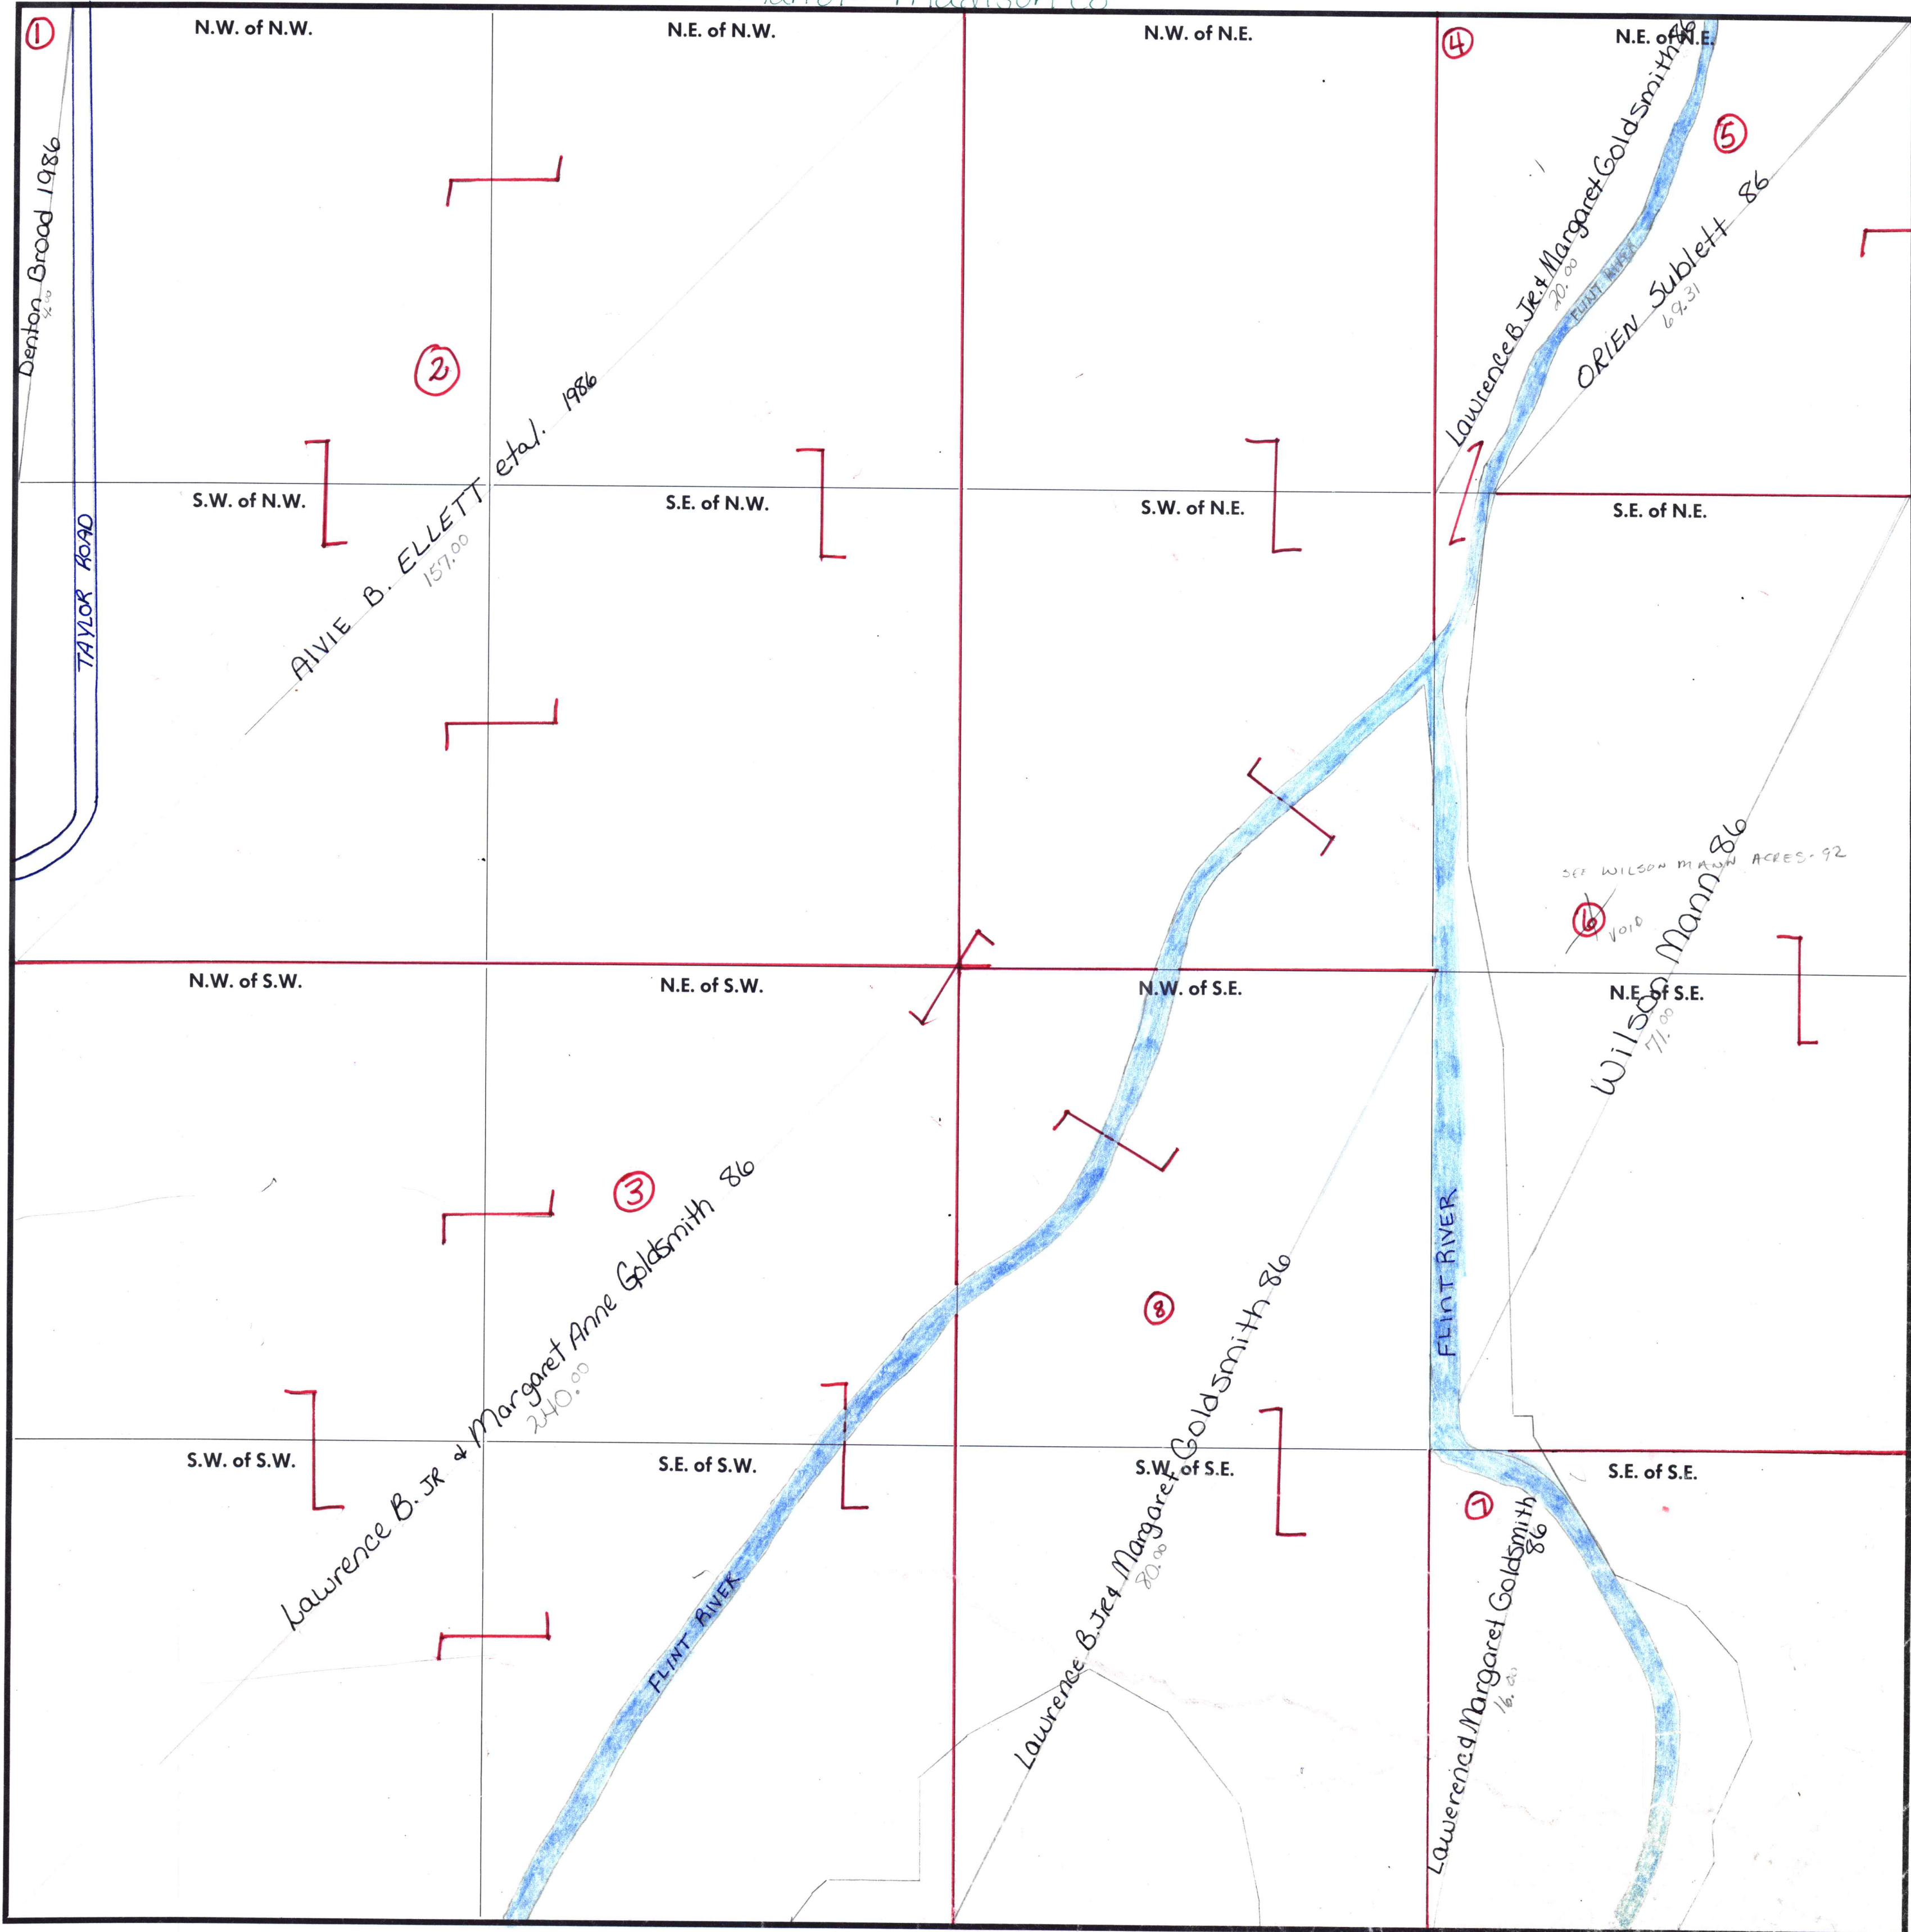 Madison Co
1
N.W. of N.W.
N.E. of N.W.
N.W. of N.E.
4
N.E. of N.E.
Denton Broad 1986
2
AlVIE B. ELLETT etal. 1986
157.00
TAYLOR ROAD
Lawrence B. JR. & Margaret Goldsmith 86
20.00
FLINT RIVER
5
ORIEN Sublett 86
69.31
S.W. of N.W.
S.E. of N.W.
S.W. of N.E.
S.E. of N.E.
SEE WILSON MANN ACRES-92
6
VOID
Wilson Mann 86
71.00
N.W. of S.W.
N.E. of S.W.
N.W. of S.E.
N.E. of S.E.
3
Lawrence B. JR & Margaret Anne Goldsmith 86
240.00
8
Lawrence B. JR & Margaret Goldsmith 86
80.00
FLINT RIVER
S.W. of S.W.
S.E. of S.W.
S.W. of S.E.
S.E. of S.E.
7
Lawerence & Margaret Goldsmith
86
16.00
FLINT RIVER